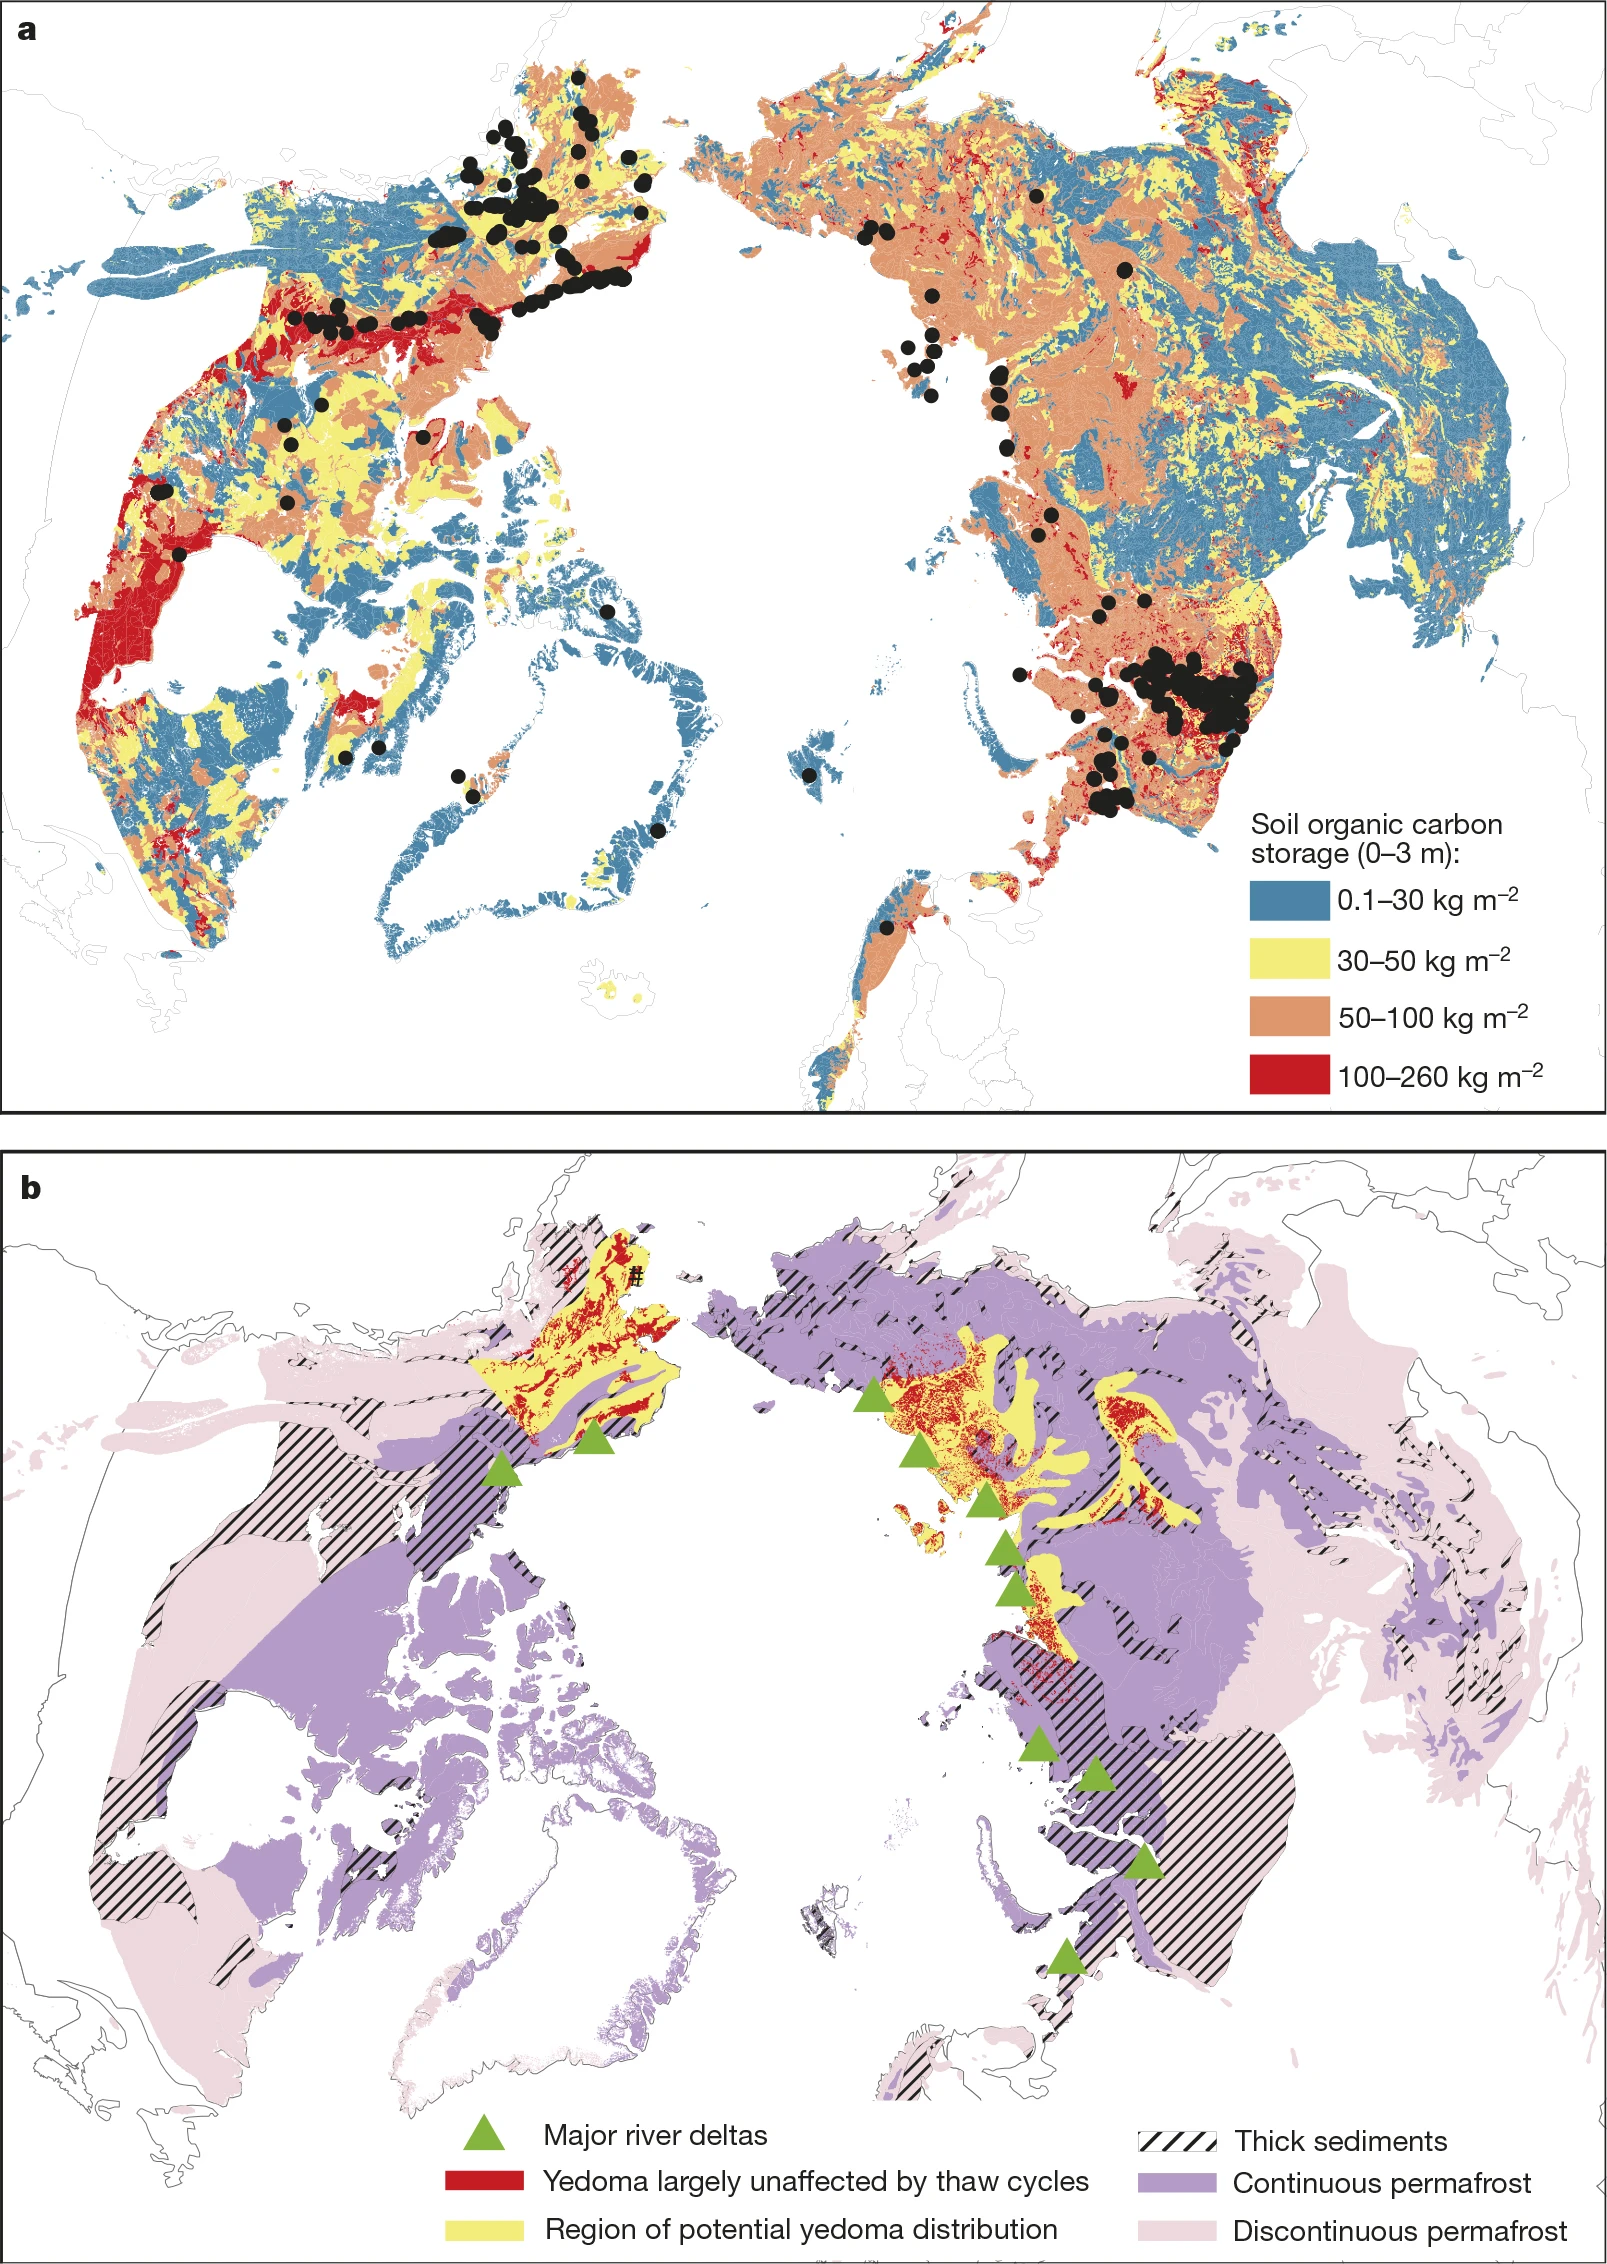 a
Soil organic carbon
storage (0–3 m):
0.1–30 kg m⁻²
30–50 kg m⁻²
50–100 kg m⁻²
100–260 kg m⁻²
b
#
Major river deltas
Yedoma largely unaffected by thaw cycles
Region of potential yedoma distribution
Thick sediments
Continuous permafrost
Discontinuous permafrost